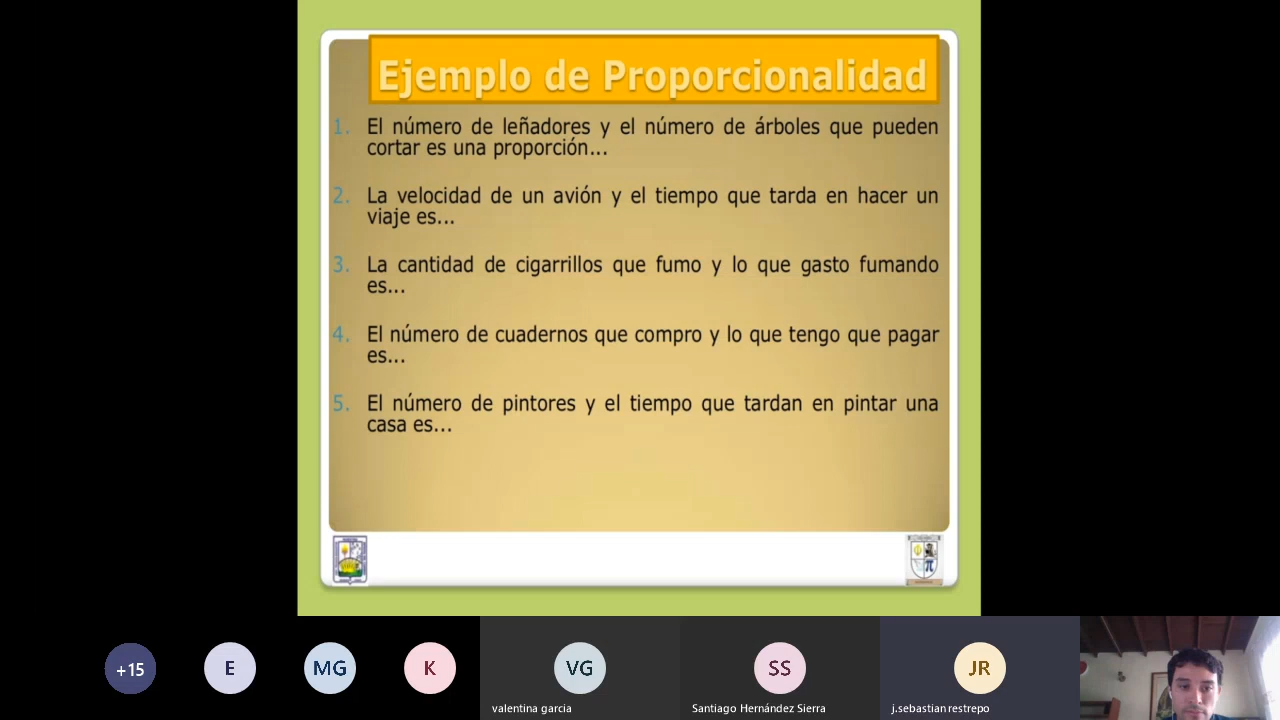 Ejemplo de Proporcionalidad
1. El número de leñadores y el número de árboles que pueden
cortar es una proporción...
2. La velocidad de un avión y el tiempo que tarda en hacer un
viaje es...
3. La cantidad de cigarrillos que fumo y lo que gasto fumando
es...
4. El número de cuadernos que compro y lo que tengo que pagar
es...
5. El número de pintores y el tiempo que tardan en pintar una
casa es...
+15
E
MG
K
VG
SS
JR
valentina garcia
Santiago Hernández Sierra
j.sebastian restrepo